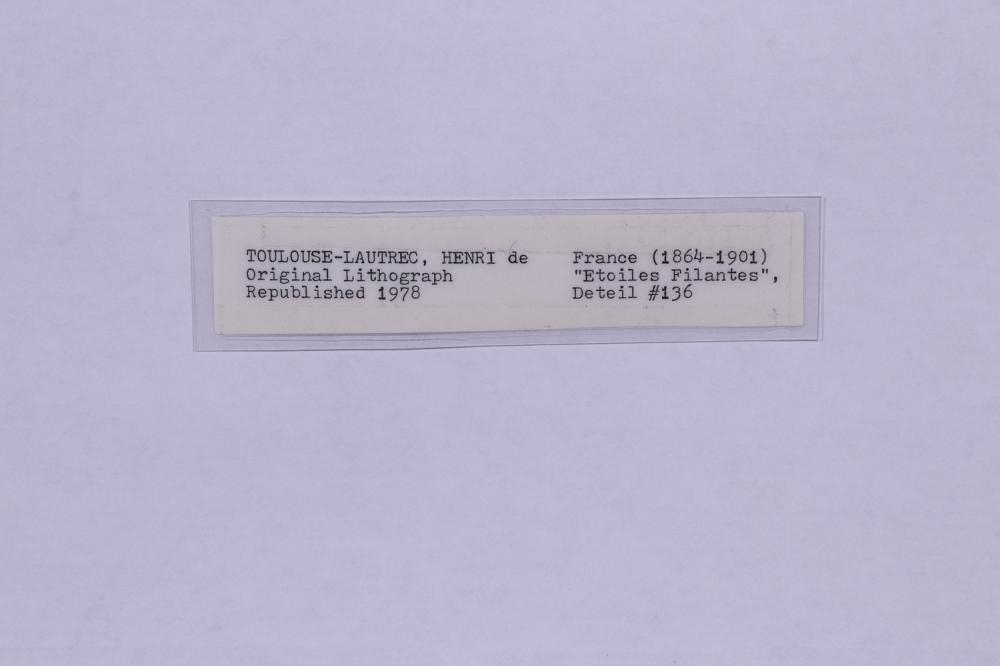 TOULOUSE-LAUTREC, HENRI de
Original Lithograph
Republished 1978
France (1864-1901)
"Etoiles Filantes",
Deteil #136